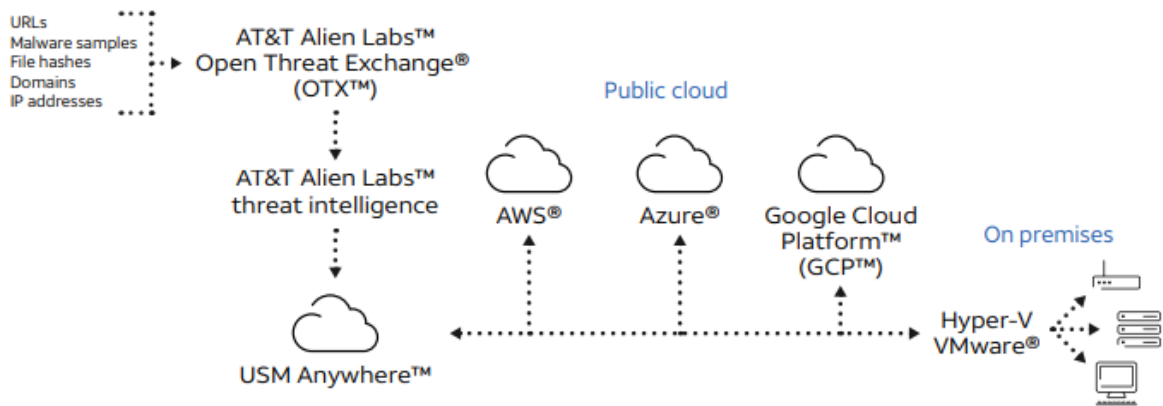 URLs
Malware samples
File hashes
Domains
IP addresses
AT&T Alien Labs™
Open Threat Exchange®
(OTX™)
AT&T Alien Labs™
threat intelligence
USM Anywhere™
Public cloud
AWS®
Azure®
Google Cloud
Platform™
(GCP™)
On premises
Hyper-V
VMware®